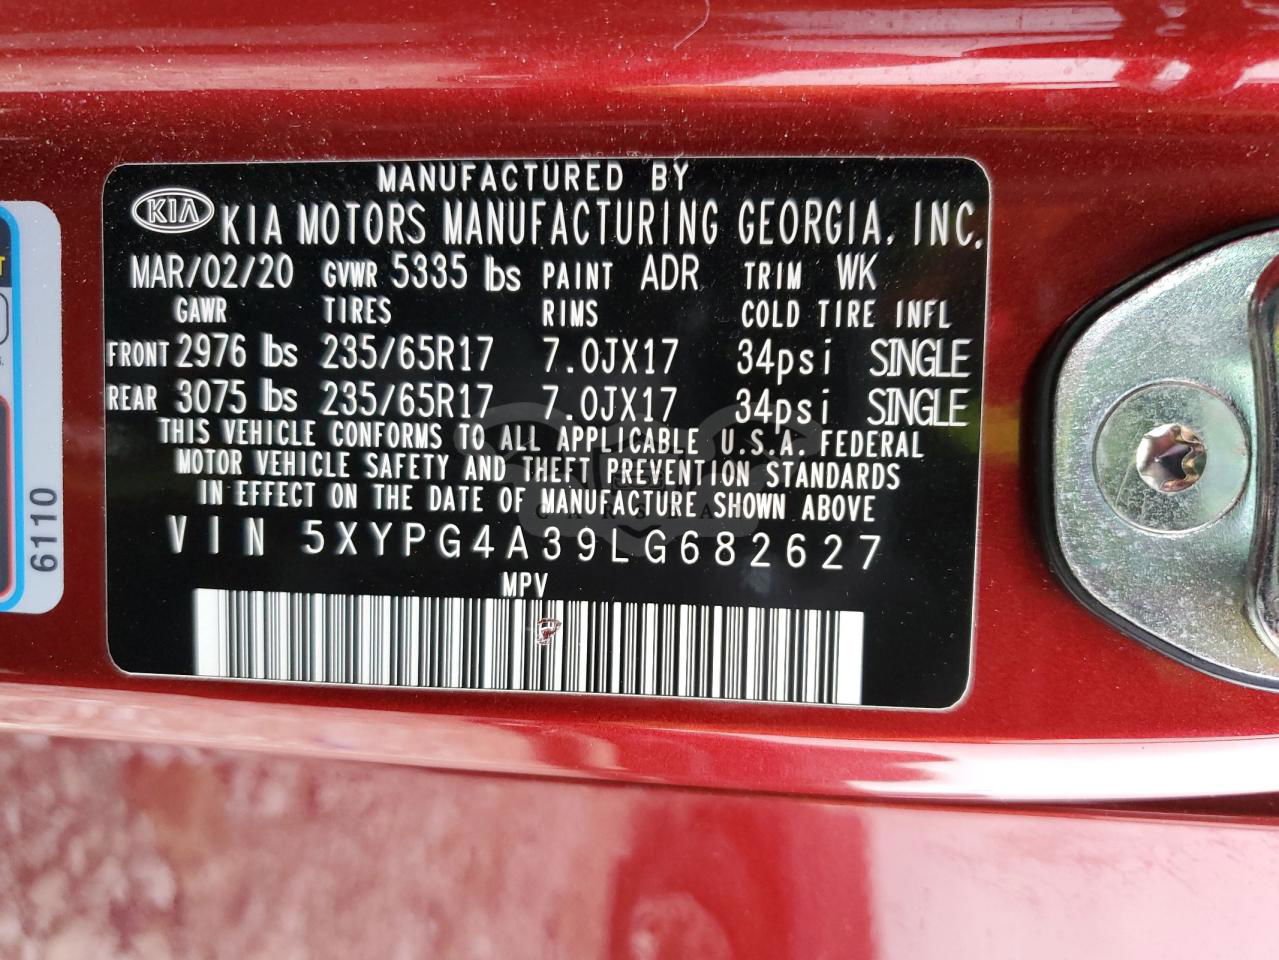 MANUFACTURED BY
KIA KIA MOTORS MANUFACTURING GEORGIA, INC.
MAR/02/20 GVWR 5335 lbs PAINT ADR TRIM WK
GAWR TIRES RIMS COLD TIRE INFL
FRONT 2976 lbs 235/65R17 7.0JX17 34psi SINGLE
REAR 3075 lbs 235/65R17 7.0JX17 34psi SINGLE
THIS VEHICLE CONFORMS TO ALL APPLICABLE U.S.A. FEDERAL
MOTOR VEHICLE SAFETY AND THEFT PREVENTION STANDARDS
IN EFFECT ON THE DATE OF MANUFACTURE SHOWN ABOVE
VIN 5XYPG4A39LG682627
MPV
6110